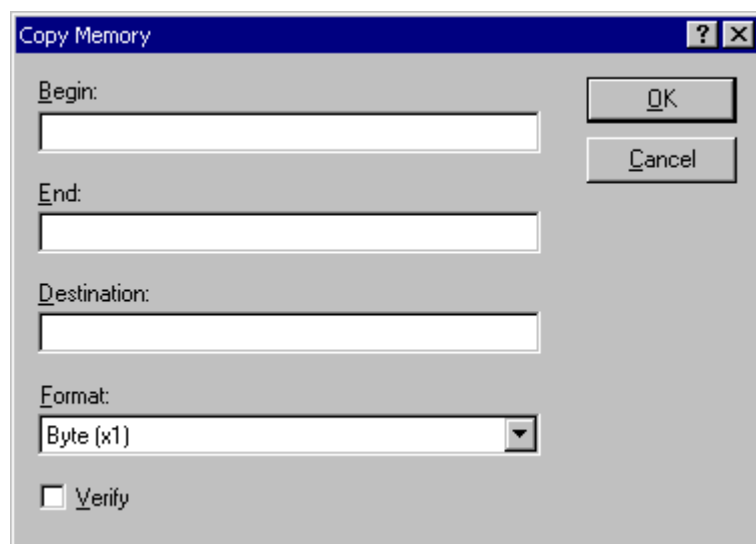 Copy Memory
Begin:
OK
Cancel
End:
Destination:
Format:
Byte (x1)
Verify